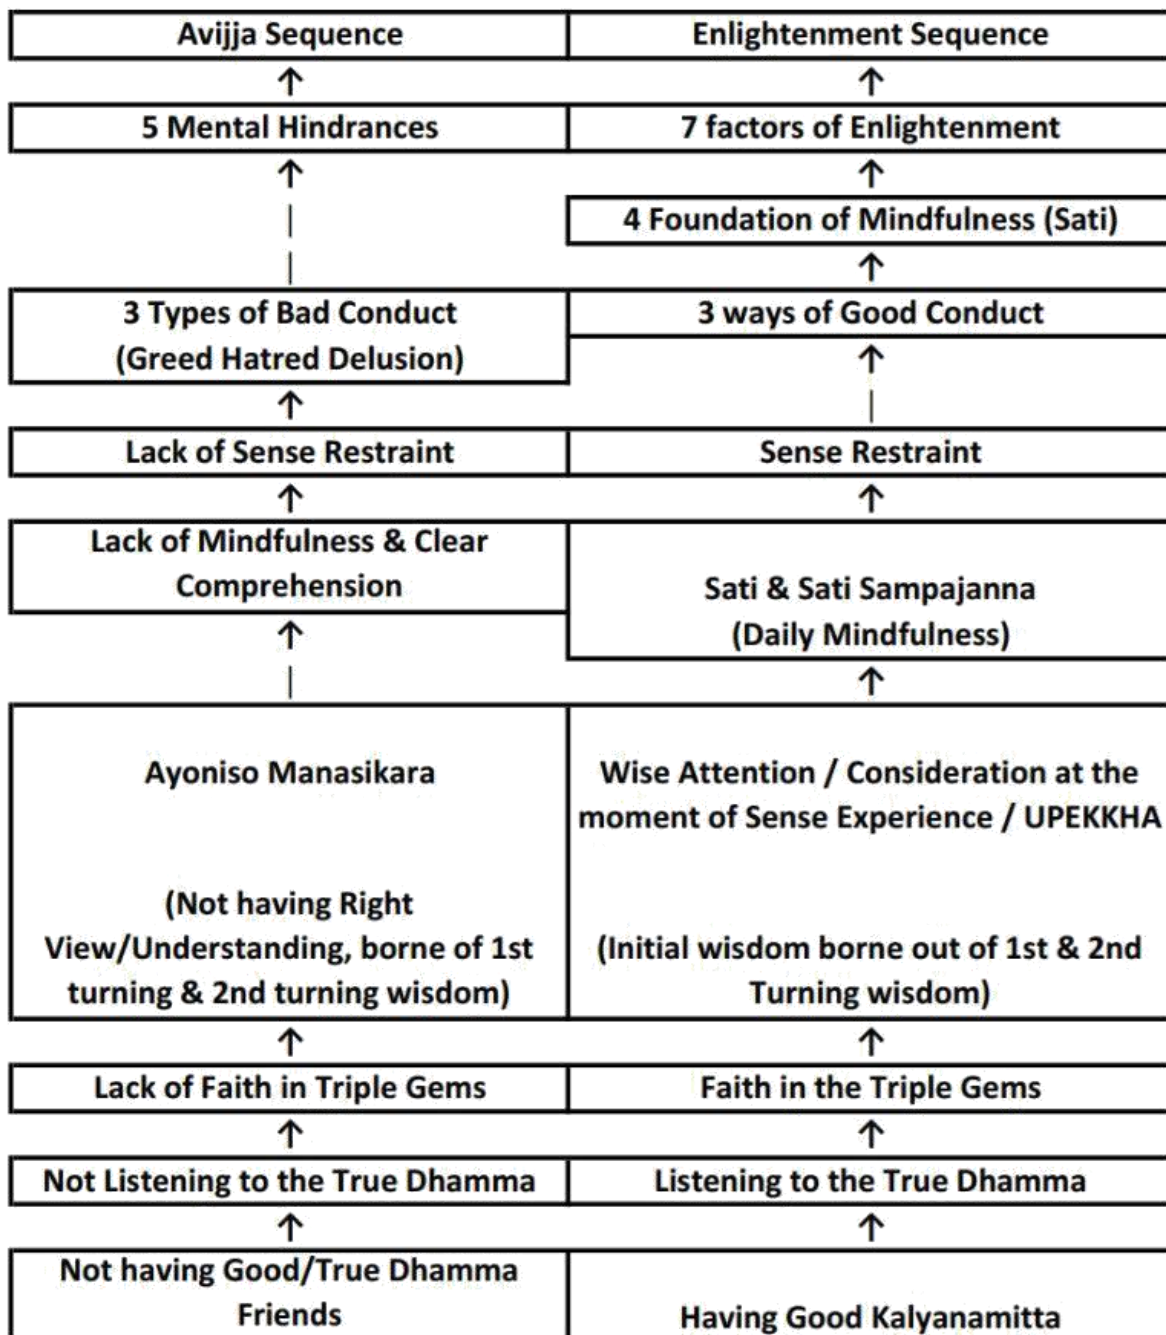 Avijja Sequence
Enlightenment Sequence
↑
↑
5 Mental Hindrances
7 factors of Enlightenment
↑
↑
|
4 Foundation of Mindfulness (Sati)
|
↑
3 Types of Bad Conduct
(Greed Hatred Delusion)
3 ways of Good Conduct
↑
↑
|
Lack of Sense Restraint
Sense Restraint
↑
↑
Lack of Mindfulness & Clear
Comprehension
Sati & Sati Sampajanna
(Daily Mindfulness)
↑
|
↑
Ayoniso Manasikara
(Not having Right
View/Understanding, borne of 1st
turning & 2nd turning wisdom)
Wise Attention / Consideration at the
moment of Sense Experience / UPEKKHA
(Initial wisdom borne out of 1st & 2nd
Turning wisdom)
↑
↑
Lack of Faith in Triple Gems
Faith in the Triple Gems
↑
↑
Not Listening to the True Dhamma
Listening to the True Dhamma
↑
↑
Not having Good/True Dhamma
Friends
Having Good Kalyanamitta